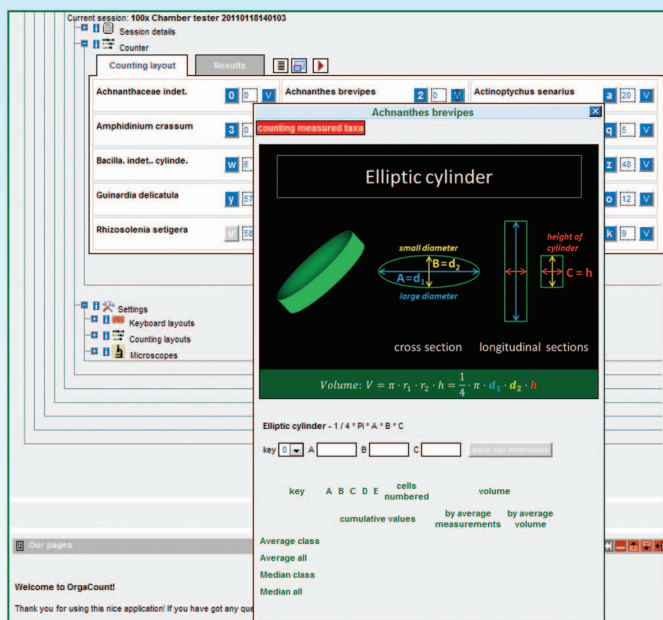 Current session: 100x Chamber tester 20110118140103
Session details
Counter
Counting layout Results
Achnanthaceae indet. 0 0 V Achnanthes brevipes 2 0 V Actinoptychus senarius a 20 V
Achnanthes brevipes
counting measured taxa
Amphidinium crassum 3 0 q 5 V
Bacilla. indet.. cylinde. w 6 z 48 V
Guinardia delicatula y 57 o 12 V
Rhizosolenia setigera V 58 k 9 V
Elliptic cylinder
small diameter
B=d₂
A=d₁
large diameter
height of
cylinder
C = h
cross section longitudinal sections
Volume: V = π · r₁ · r₂ · h = 1/4 · π · d₁ · d₂ · h
Settings
Keyboard layouts
Counting layouts
Microscopes
Elliptic cylinder - 1 / 4 * Pi * A * B * C
key 0 A B C save cell dimensions
key A B C D E cells
numbered volume
cumulative values by average
measurements by average
volume
Average class
Average all
Median class
Median all
Our pages
Welcome to OrgaCount!
Thank you for using this nice application! If you have got any que